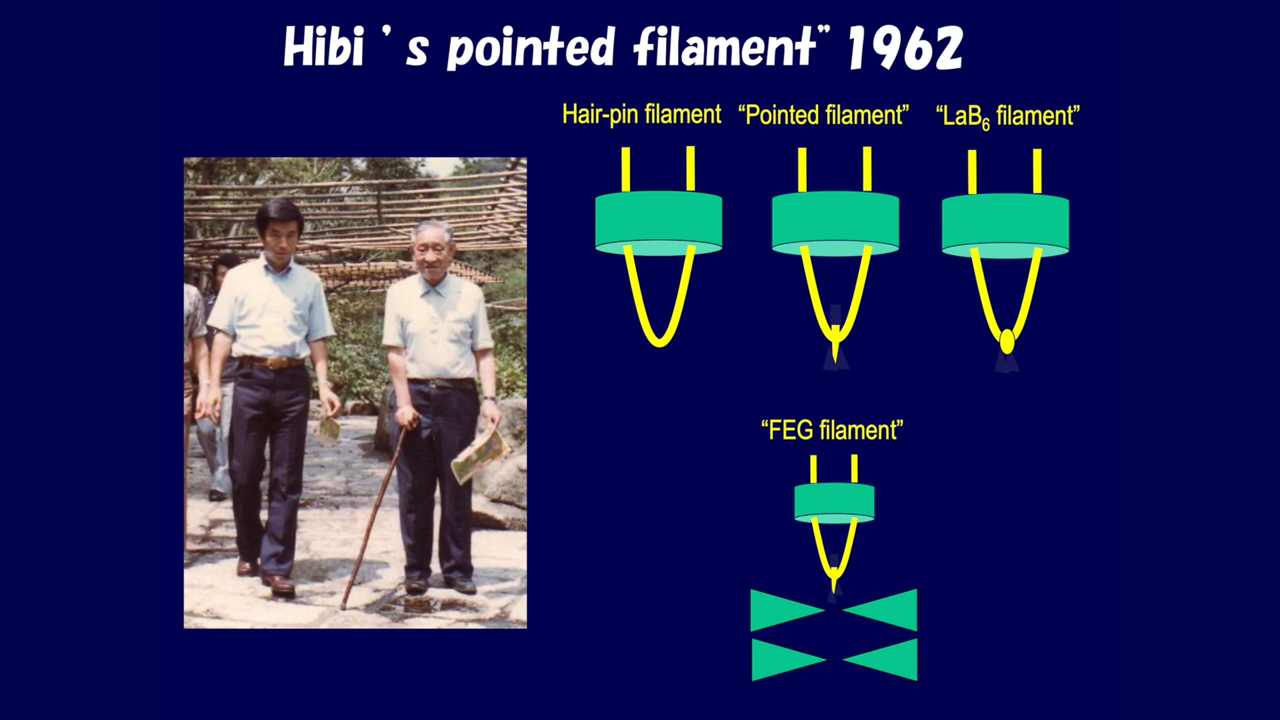 Hibi ’ s pointed filament” 1962
Hair-pin filament “Pointed filament” “LaB₆ filament”
“FEG filament”